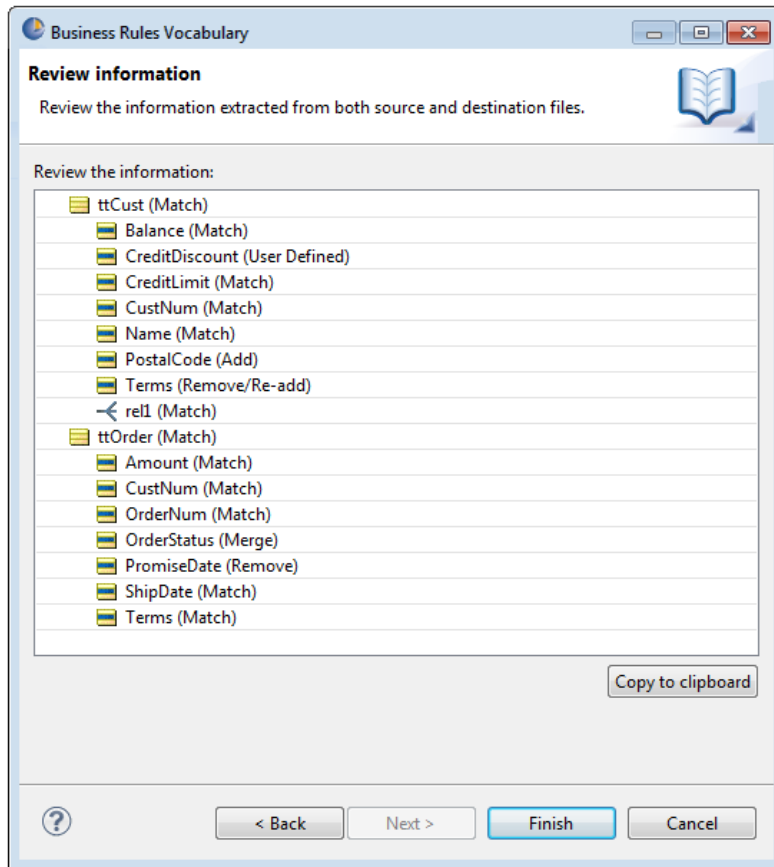 Business Rules Vocabulary
Review information
Review the information extracted from both source and destination files.
Review the information:
ttCust (Match)
Balance (Match)
CreditDiscount (User Defined)
CreditLimit (Match)
CustNum (Match)
Name (Match)
PostalCode (Add)
Terms (Remove/Re-add)
rel1 (Match)
ttOrder (Match)
Amount (Match)
CustNum (Match)
OrderNum (Match)
OrderStatus (Merge)
PromiseDate (Remove)
ShipDate (Match)
Terms (Match)
Copy to clipboard
? < Back Next > Finish Cancel